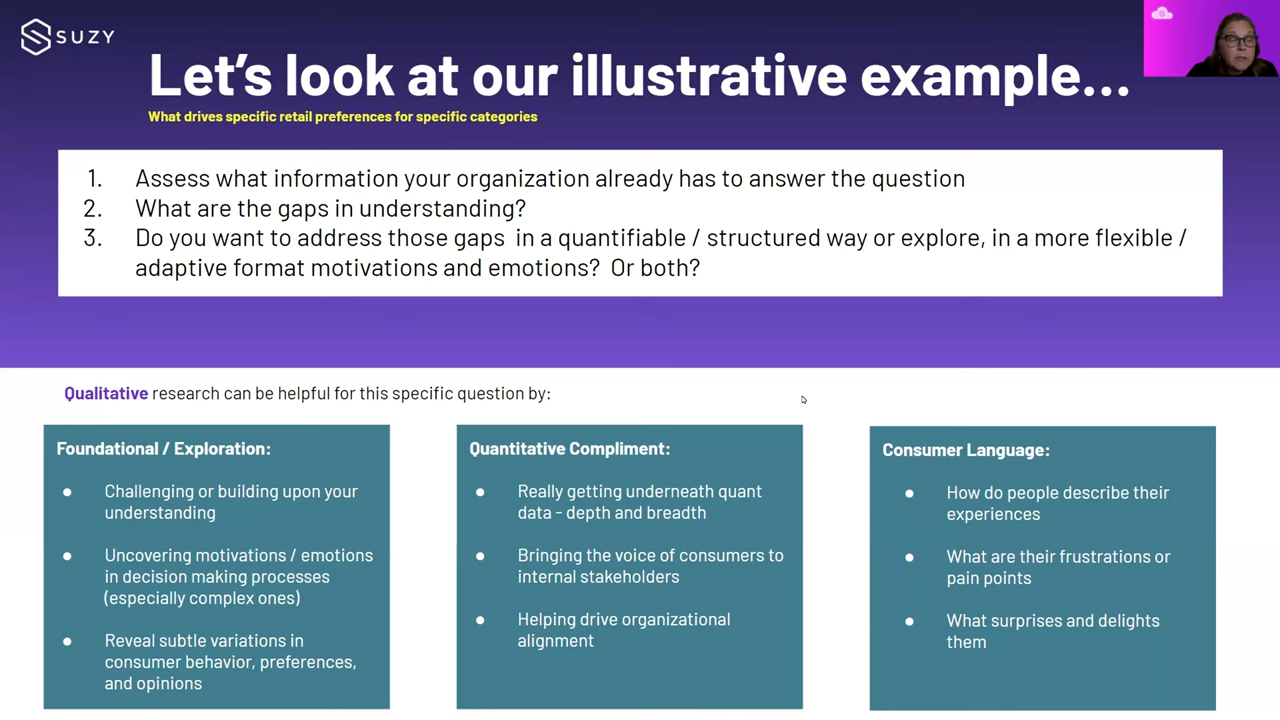 SUZY
Let's look at our illustrative example...
What drives specific retail preferences for specific categories
1. Assess what information your organization already has to answer the question
2. What are the gaps in understanding?
3. Do you want to address those gaps in a quantifiable / structured way or explore, in a more flexible /
adaptive format motivations and emotions? Or both?
Qualitative research can be helpful for this specific question by:
Foundational / Exploration:
● Challenging or building upon your
understanding
● Uncovering motivations / emotions
in decision making processes
(especially complex ones)
● Reveal subtle variations in
consumer behavior, preferences,
and opinions
Quantitative Compliment:
● Really getting underneath quant
data - depth and breadth
● Bringing the voice of consumers to
internal stakeholders
● Helping drive organizational
alignment
Consumer Language:
● How do people describe their
experiences
● What are their frustrations or
pain points
● What surprises and delights
them